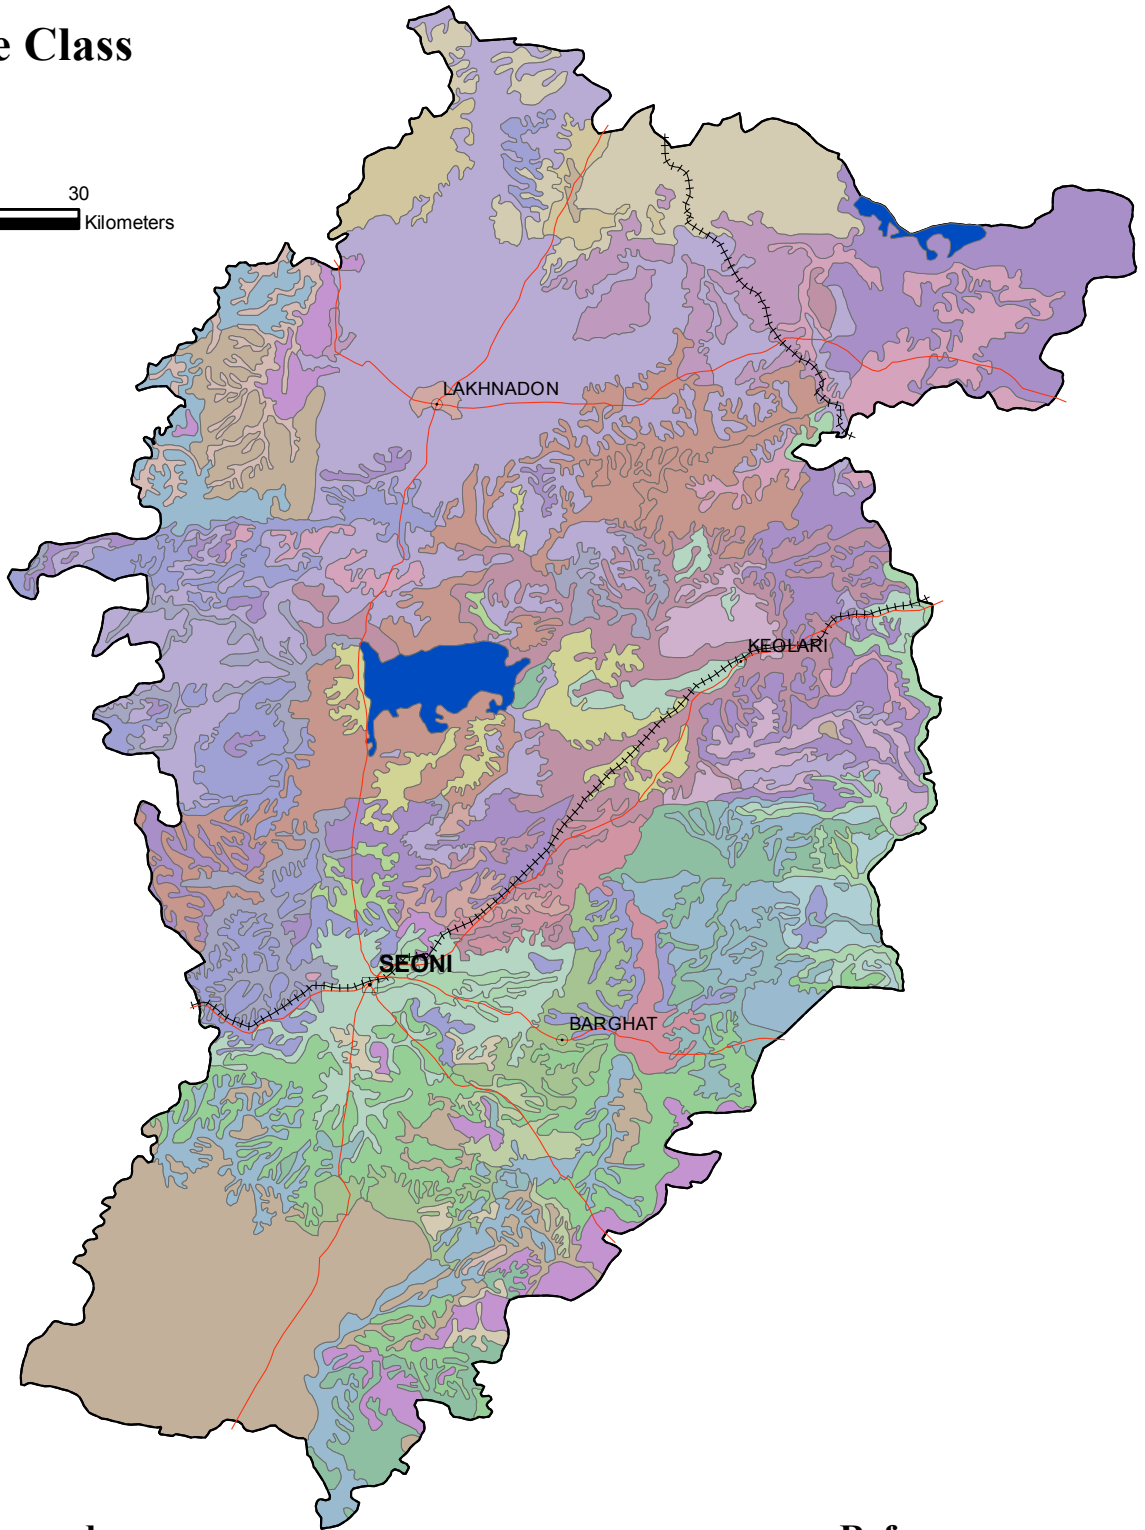 e Class
30
Kilometers
LAKHNADON
KEOLARI
SEONI
BARGHAT